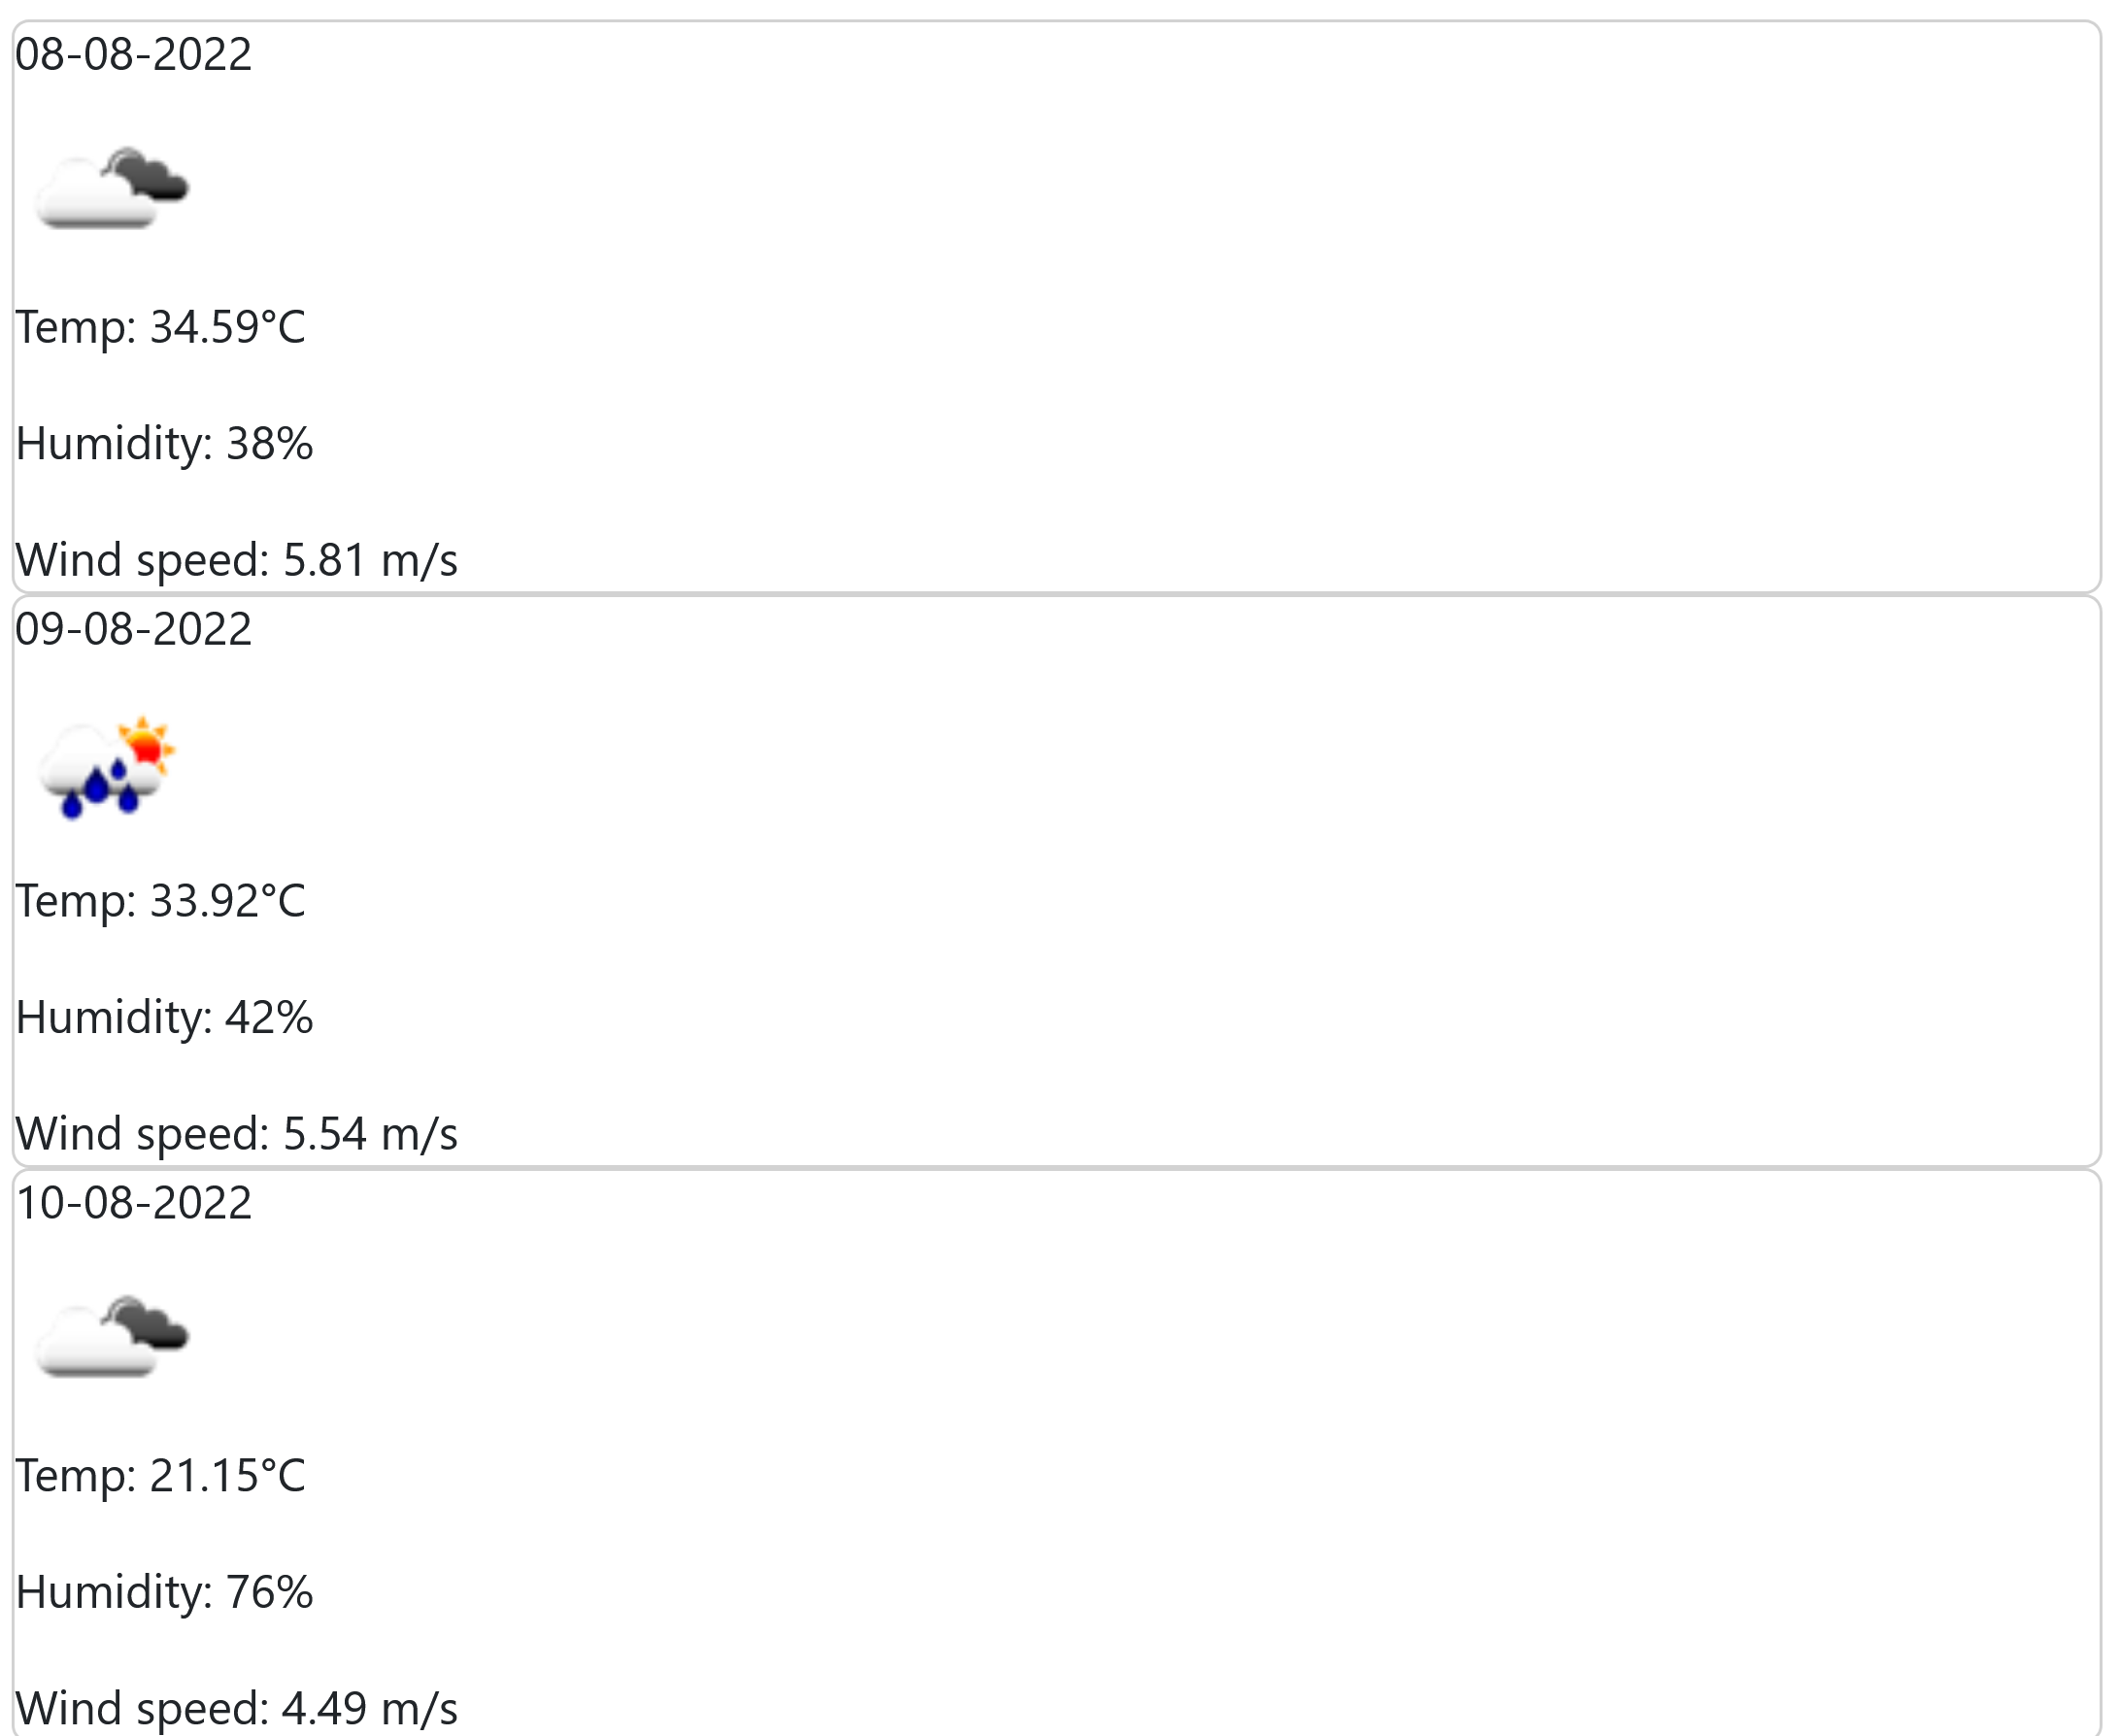 08-08-2022
Temp: 34.59°C
Humidity: 38%
Wind speed: 5.81 m/s
09-08-2022
Temp: 33.92°C
Humidity: 42%
Wind speed: 5.54 m/s
10-08-2022
Temp: 21.15°C
Humidity: 76%
Wind speed: 4.49 m/s